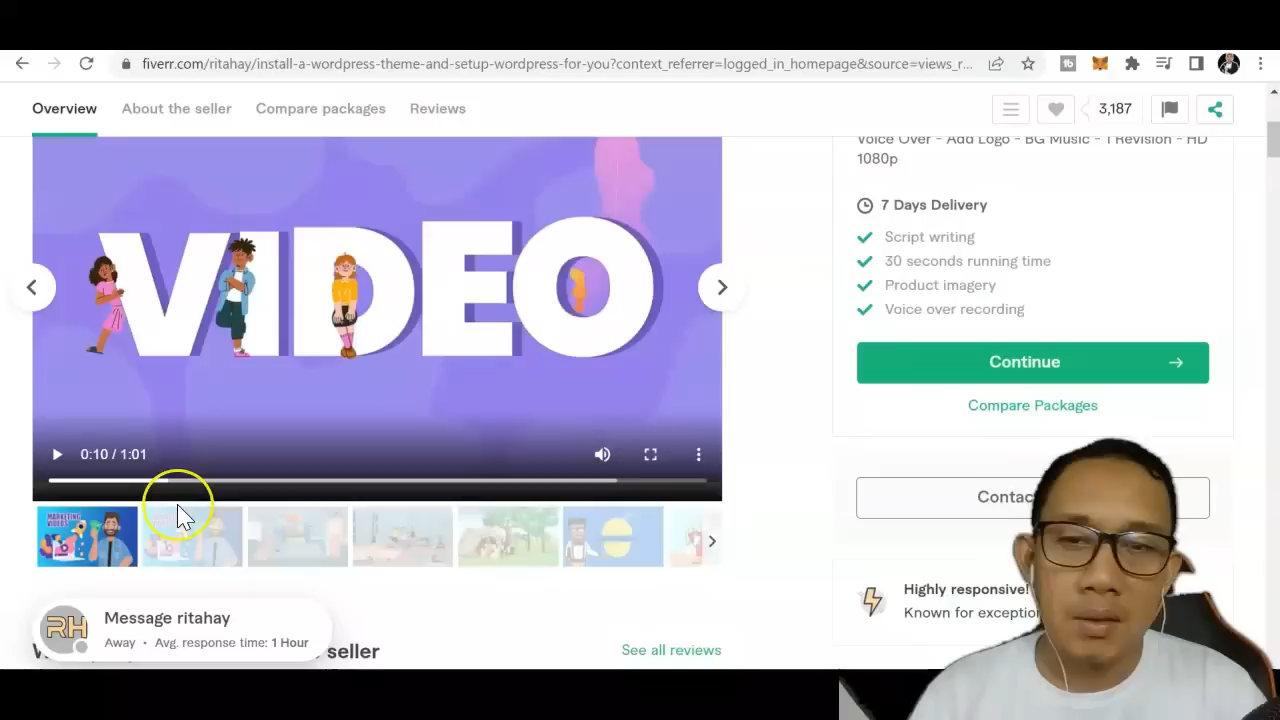 fiverr.com/ritahay/install-a-wordpress-theme-and-setup-wordpress-for-you?context_referrer=logged_in_homepage&source=views_r...
Overview
About the seller
Compare packages
Reviews
3,187
Voice Over - Add Logo - BG Music - 1 Revision - HD
1080p
7 Days Delivery
Script writing
30 seconds running time
Product imagery
Voice over recording
Continue
Compare Packages
VIDEO
0:10 / 1:01
MARKETING
VIDEOS
Highly responsive!
Known for
RH
Message ritahay
Away · Avg. response time: 1 Hour
seller
See all reviews